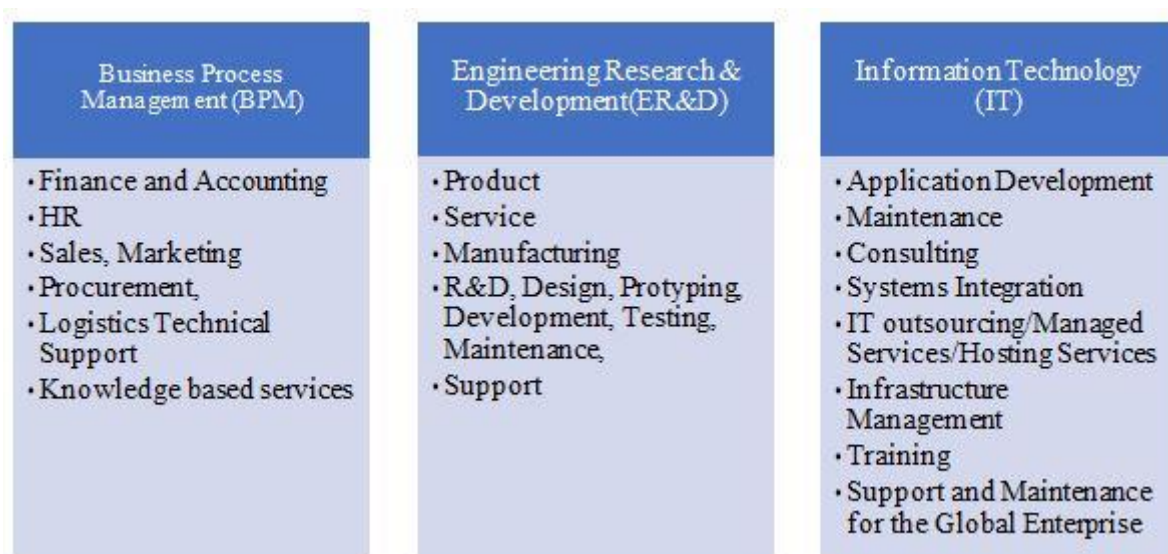 Business Process
Management (BPM)
• Finance and Accounting
• HR
• Sales, Marketing
• Procurement,
• Logistics Technical
Support
• Knowledge based services
Engineering Research &
Development(ER&D)
• Product
• Service
• Manufacturing
• R&D, Design, Protyping,
Development, Testing,
Maintenance,
• Support
Information Technology
(IT)
• Application Development
• Maintenance
• Consulting
• Systems Integration
• IT outsourcing/Managed
Services/Hosting Services
• Infrastructure
Management
• Training
• Support and Maintenance
for the Global Enterprise